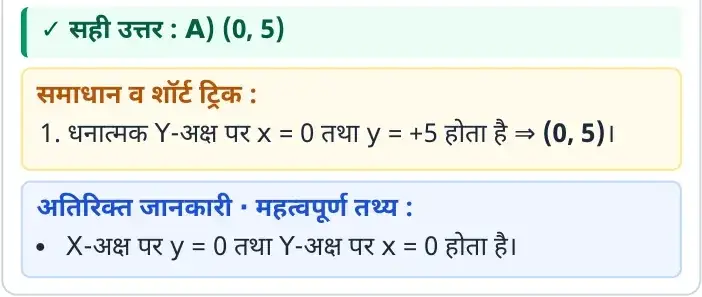 ✓ सही उत्तर : A) (0, 5)
समाधान व शॉर्ट ट्रिक :
1. धनात्मक Y-अक्ष पर x = 0 तथा y = +5 होता है ⇒ (0, 5)।
अतिरिक्त जानकारी · महत्वपूर्ण तथ्य :
• X-अक्ष पर y = 0 तथा Y-अक्ष पर x = 0 होता है।